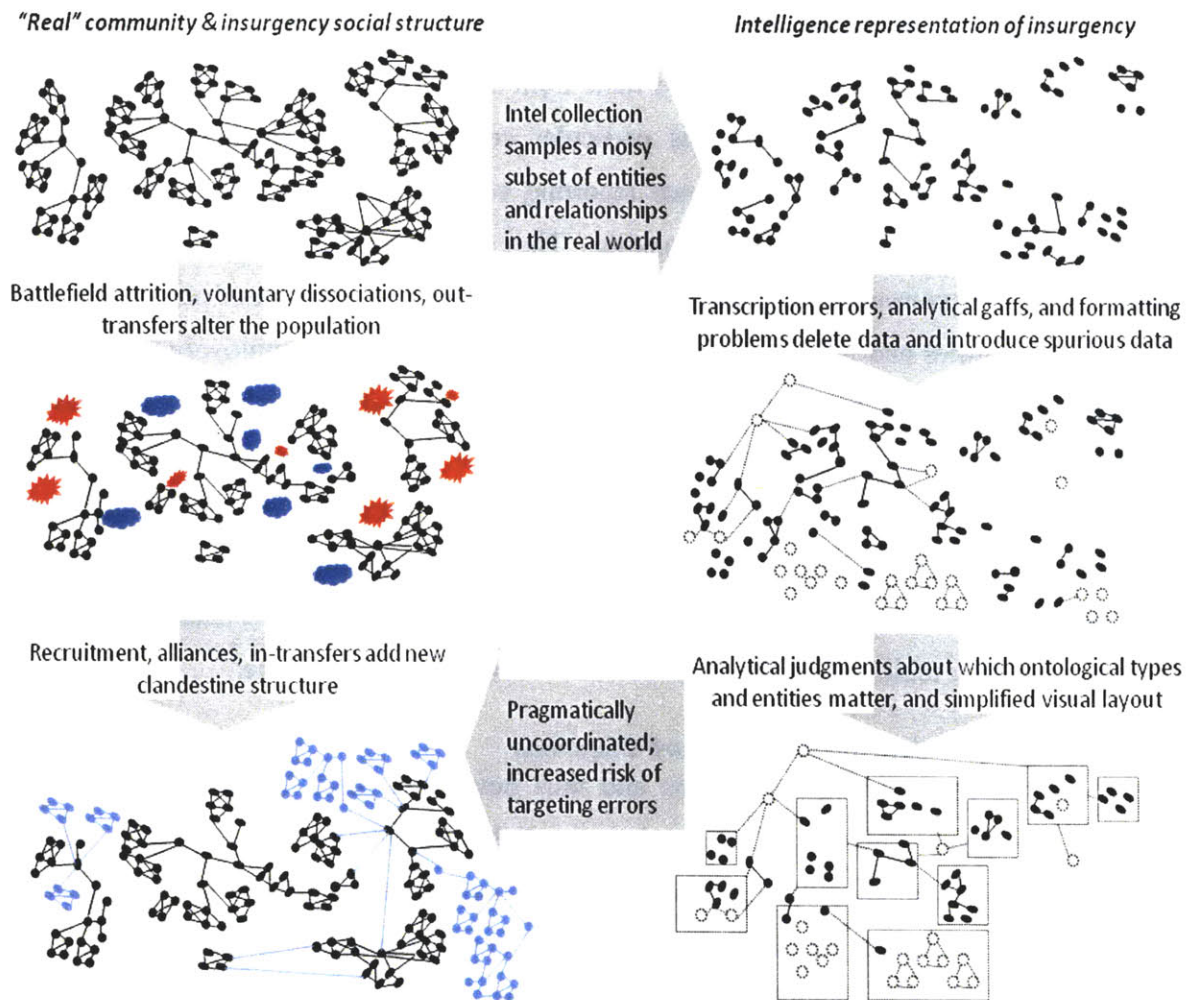 "Real" community & insurgency social structure
Intelligence representation of insurgency
Intel collection
samples a noisy
subset of entities
and relationships
in the real world
Battlefield attrition, voluntary dissociations, out-
transfers alter the population
Transcription errors, analytical gaffs, and formatting
problems delete data and introduce spurious data
Recruitment, alliances, in-transfers add new
clandestine structure
Pragmatically
uncoordinated;
increased risk of
targeting errors
Analytical judgments about which ontological types
and entities matter, and simplified visual layout